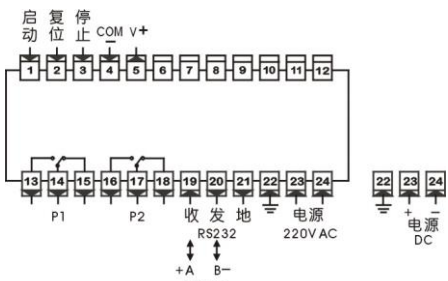 启动 复位 停止 COM − V+
1 2 3 4 5 6 7 8 9 10 11 12
13 14 15 16 17 18 19 20 21 22 23 24
22 23 24
P1 P2 收 发 地 电源
+ −
RS232 220V AC
电源
DC
+A B−